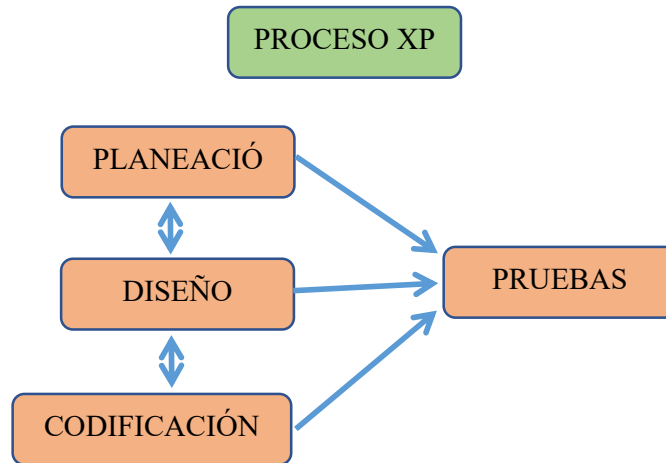 PROCESO XP
PLANEACIÓ
DISEÑO
PRUEBAS
CODIFICACIÓN